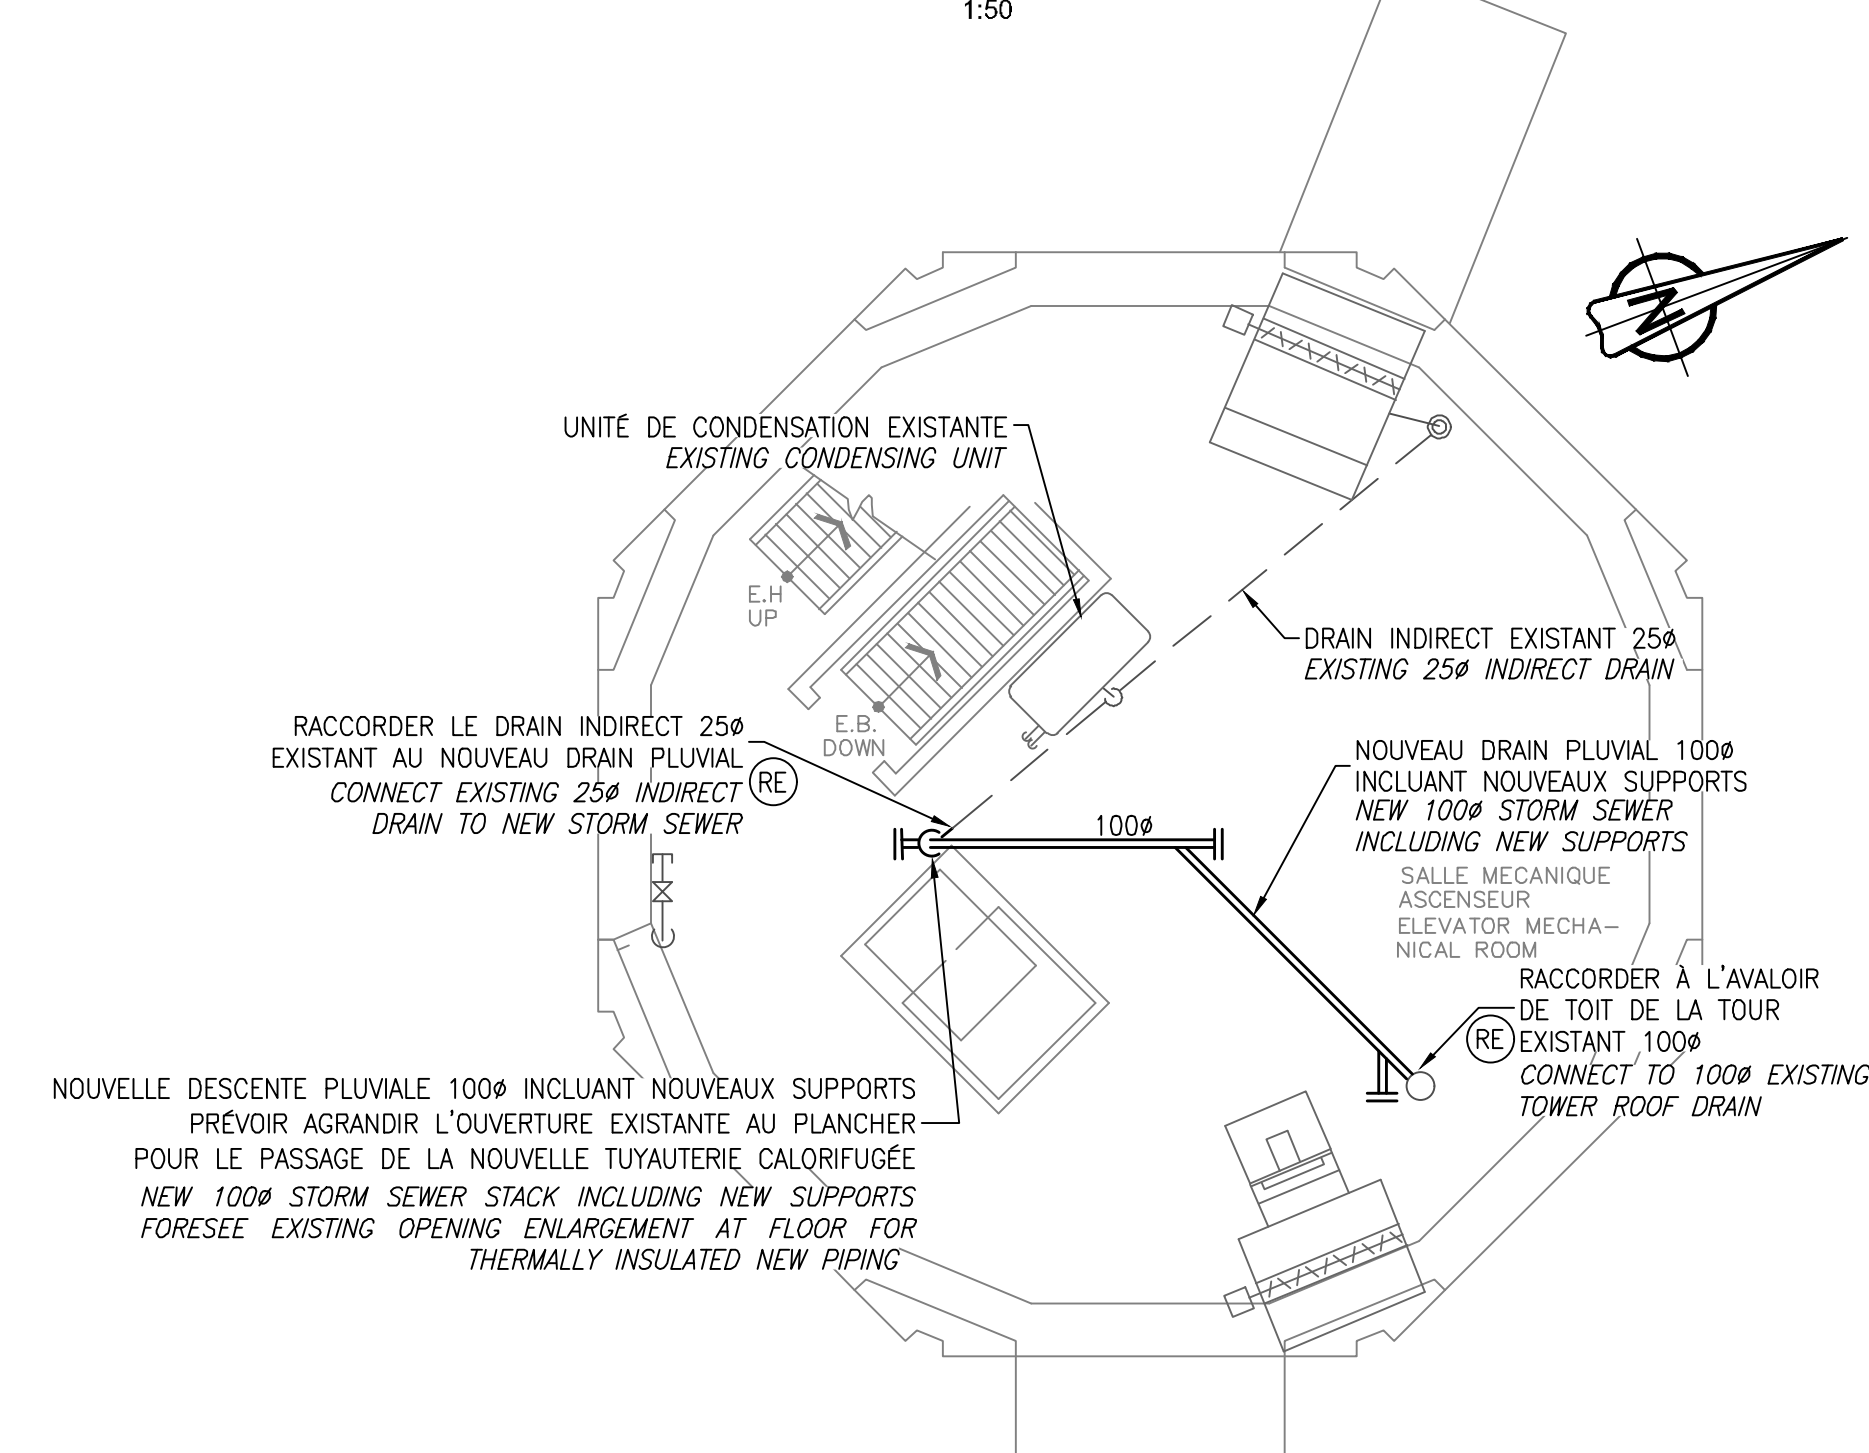 1:50
N
UNITÉ DE CONDENSATION EXISTANTE
EXISTING CONDENSING UNIT
E.H
UP
DRAIN INDIRECT EXISTANT 25ø
EXISTING 25ø INDIRECT DRAIN
E.B.
DOWN
RACCORDER LE DRAIN INDIRECT 25ø
EXISTANT AU NOUVEAU DRAIN PLUVIAL
CONNECT EXISTING 25ø INDIRECT
DRAIN TO NEW STORM SEWER
RE
NOUVEAU DRAIN PLUVIAL 100ø
INCLUANT NOUVEAUX SUPPORTS
NEW 100ø STORM SEWER
INCLUDING NEW SUPPORTS
100ø
SALLE MECANIQUE
ASCENSEUR
ELEVATOR MECHA-
NICAL ROOM
RACCORDER À L'AVALOIR
DE TOIT DE LA TOUR
EXISTANT 100ø
CONNECT TO 100ø EXISTING
TOWER ROOF DRAIN
RE
NOUVELLE DESCENTE PLUVIALE 100ø INCLUANT NOUVEAUX SUPPORTS
PRÉVOIR AGRANDIR L'OUVERTURE EXISTANTE AU PLANCHER
POUR LE PASSAGE DE LA NOUVELLE TUYAUTERIE CALORIFUGÉE
NEW 100ø STORM SEWER STACK INCLUDING NEW SUPPORTS
FORESEE EXISTING OPENING ENLARGEMENT AT FLOOR FOR
THERMALLY INSULATED NEW PIPING